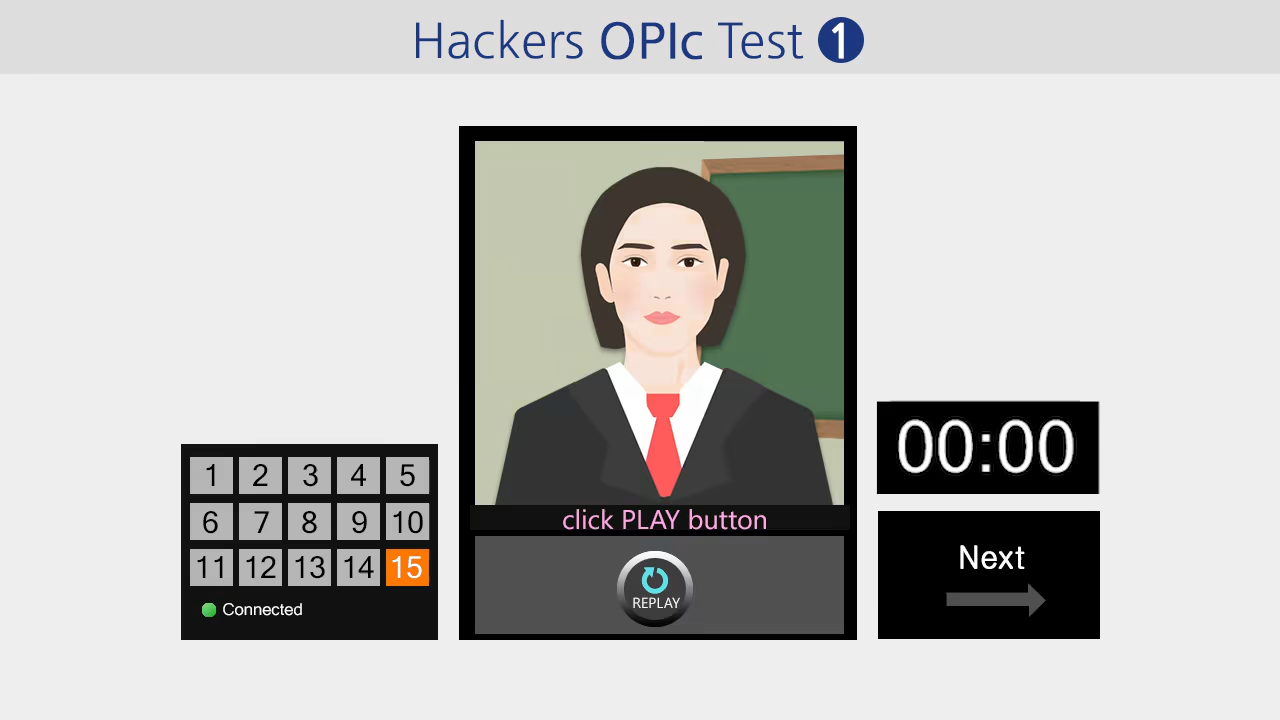 Hackers OPIc Test 1
1 2 3 4 5
6 7 8 9 10
11 12 13 14 15
Connected
click PLAY button
REPLAY
00:00
Next